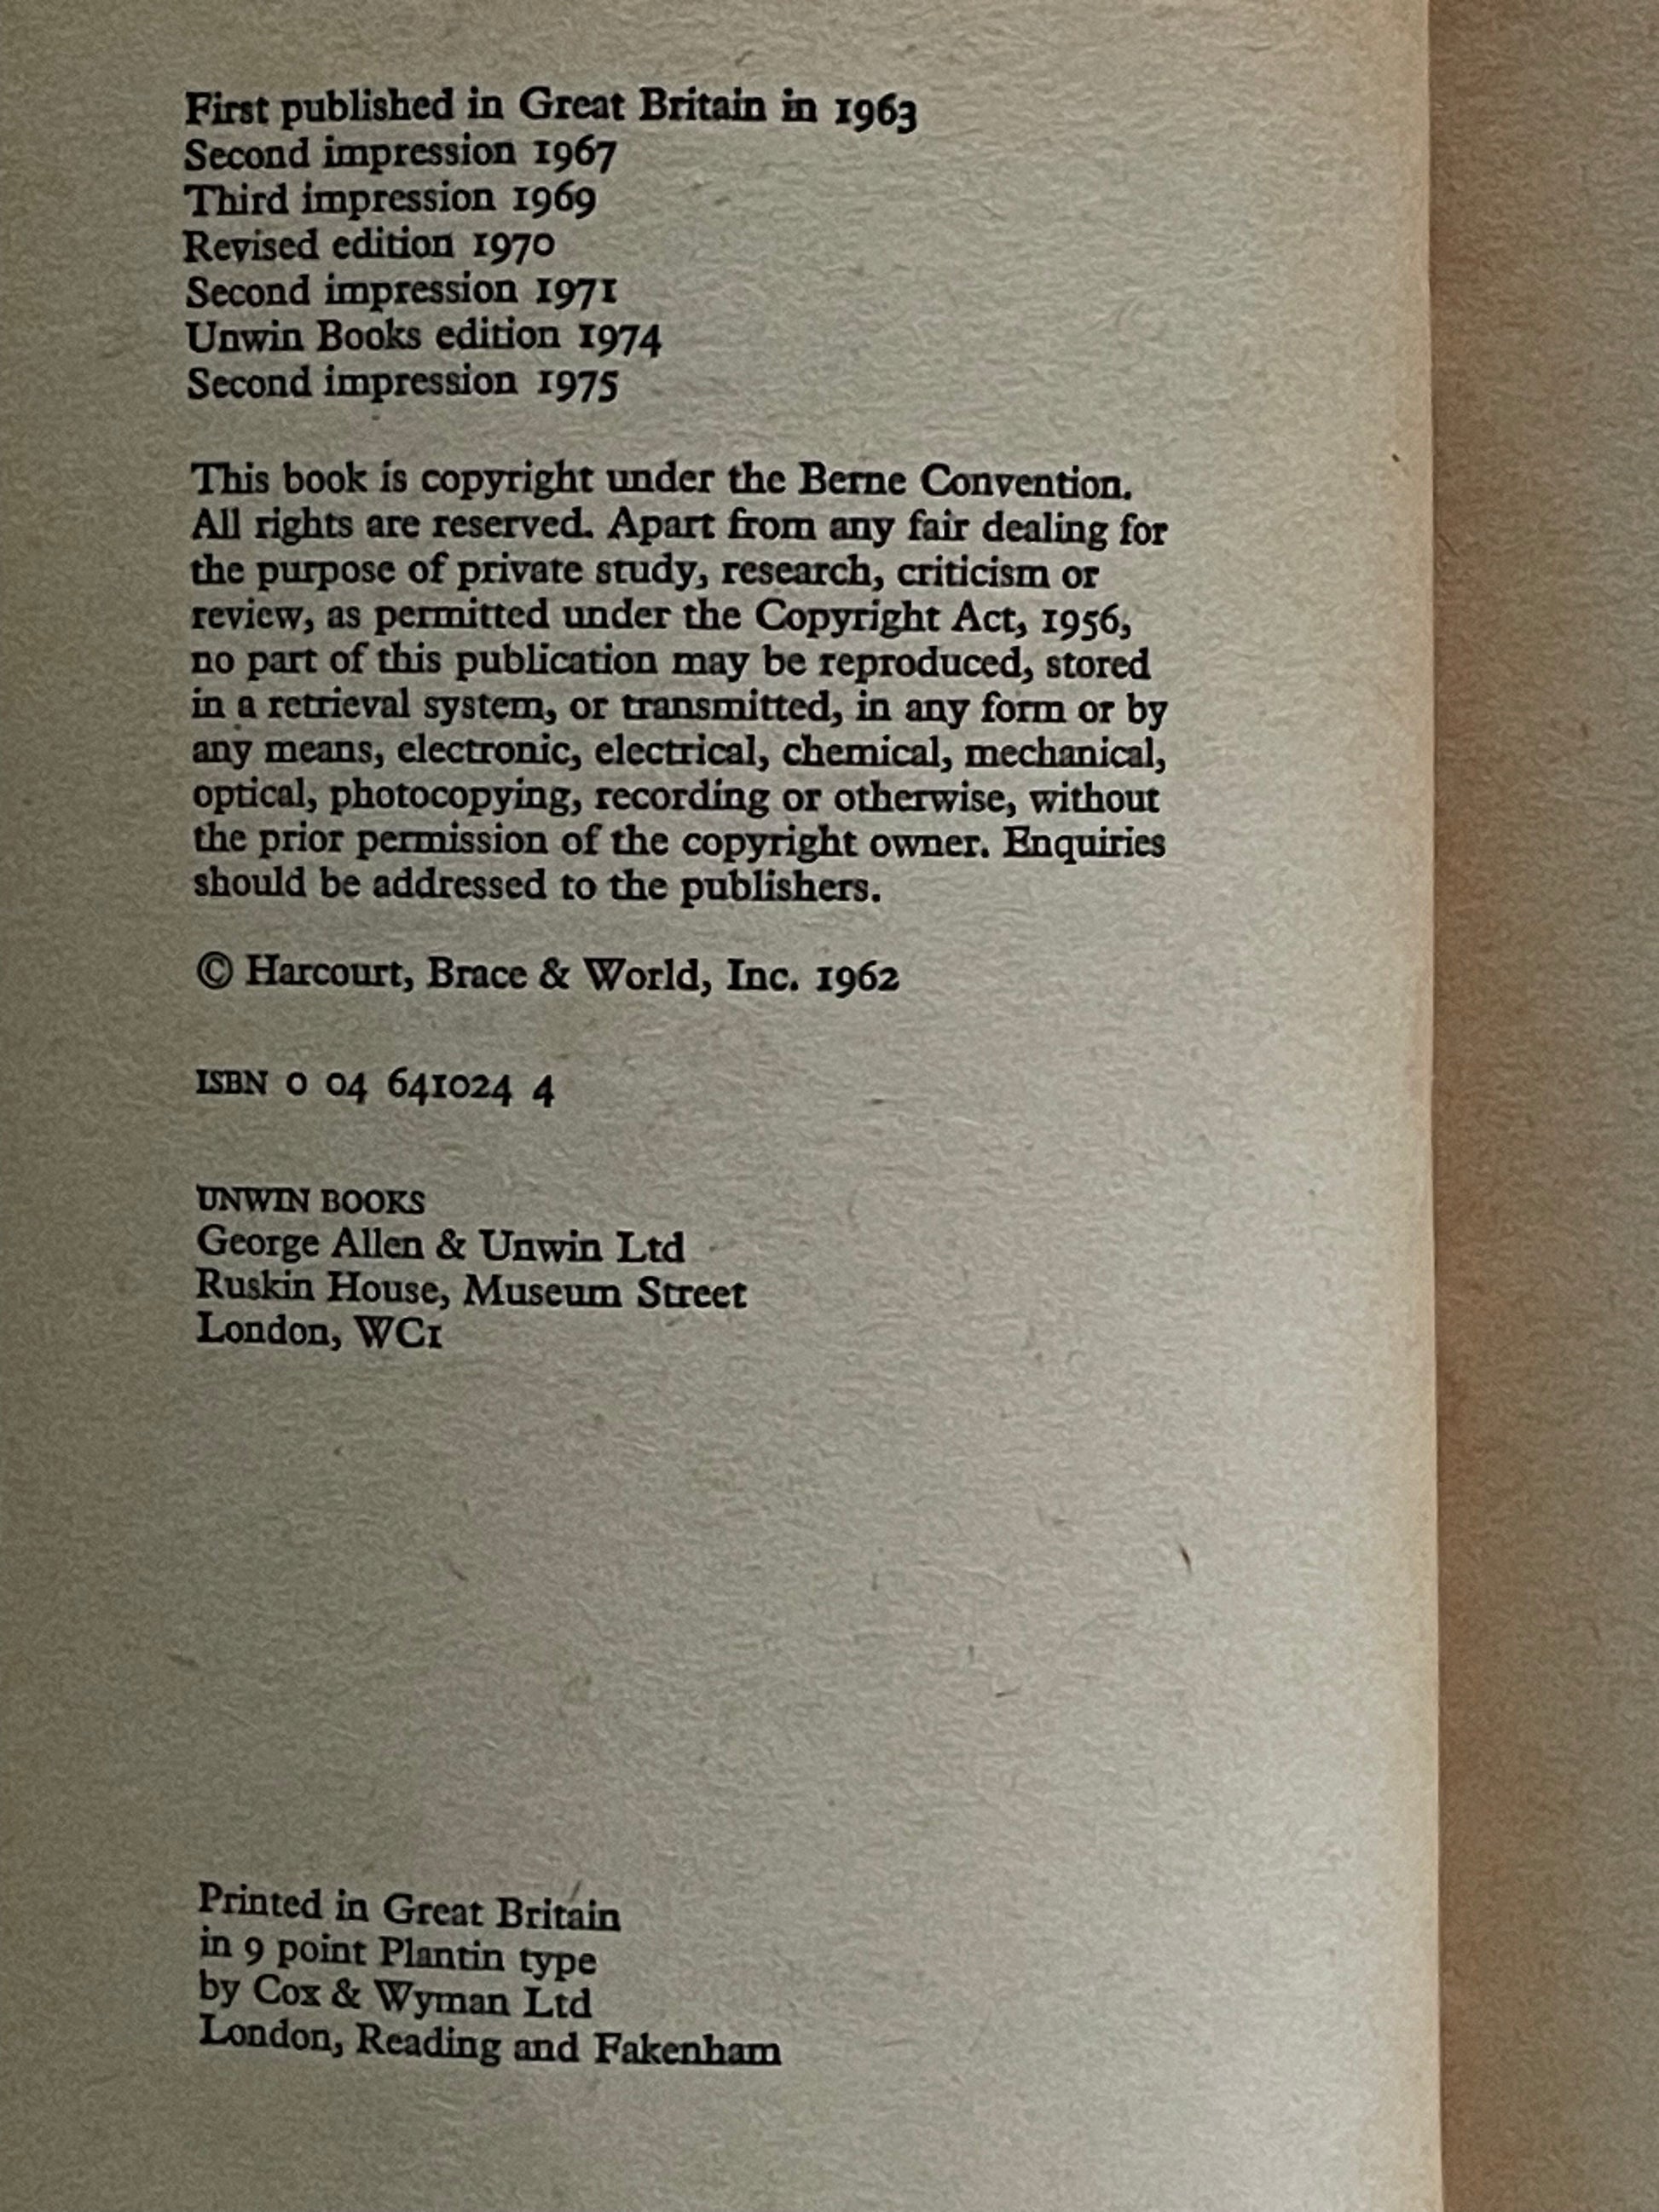 First published in Great Britain in 1963
Second impression 1967
Third impression 1969
Revised edition 1970
Second impression 1971
Unwin Books edition 1974
Second impression 1975
This book is copyright under the Berne Convention.
All rights are reserved. Apart from any fair dealing for
the purpose of private study, research, criticism or
review, as permitted under the Copyright Act, 1956,
no part of this publication may be reproduced, stored
in a retrieval system, or transmitted, in any form or by
any means, electronic, electrical, chemical, mechanical,
optical, photocopying, recording or otherwise, without
the prior permission of the copyright owner. Enquiries
should be addressed to the publishers.
© Harcourt, Brace & World, Inc. 1962
ISBN 0 04 641024 4
UNWIN BOOKS
George Allen & Unwin Ltd
Ruskin House, Museum Street
London, WC1
Printed in Great Britain
in 9 point Plantin type
by Cox & Wyman Ltd
London, Reading and Fakenham